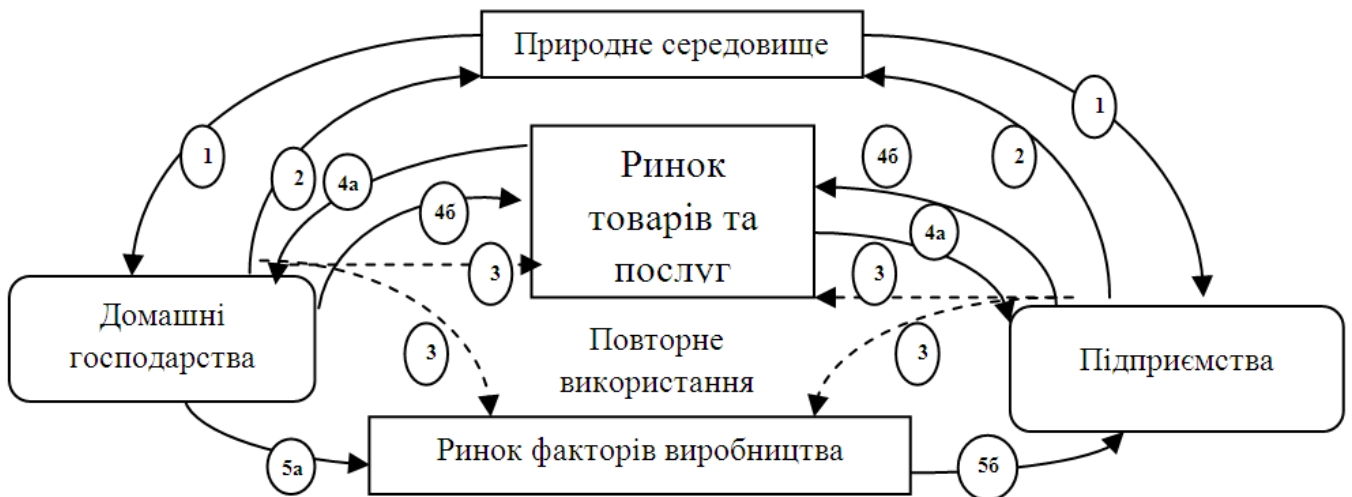 Природне середовище
1
1
2
2
4а
4б
Ринок
товарів та
послуг
4б
4а
3
3
Домашні
господарства
3
Повторне
використання
3
Підприємства
5а
Ринок факторів виробництва
5б